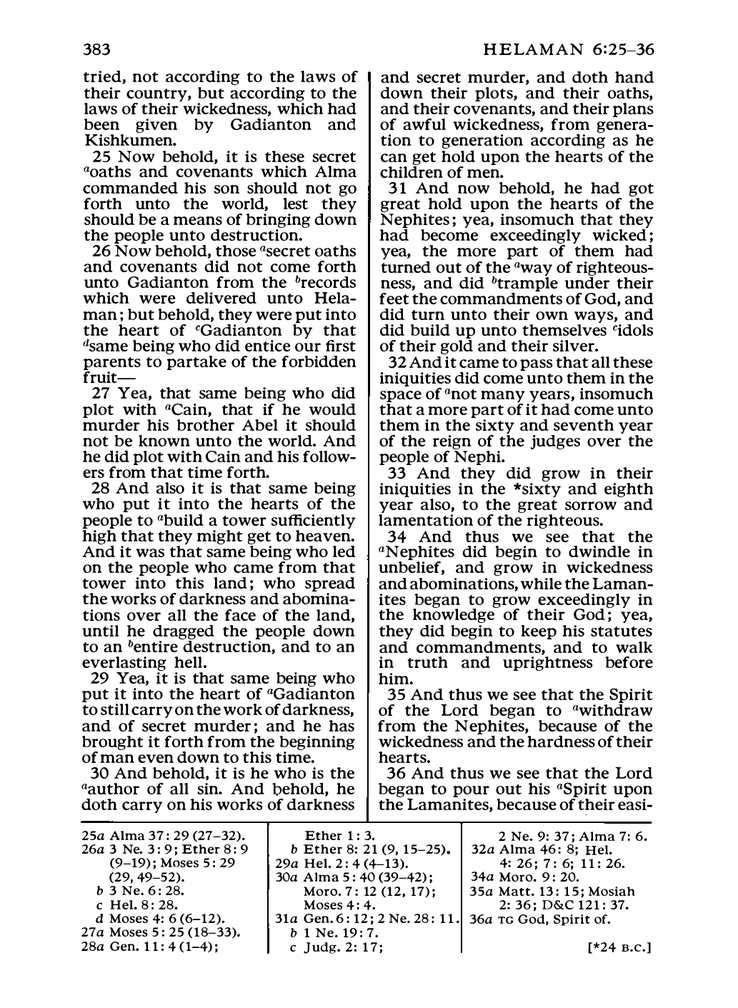 383
HELAMAN 6:25–36
tried, not according to the laws of
their country, but according to the
laws of their wickedness, which had
been given by Gadianton and
Kishkumen.
25 Now behold, it is these secret
aoaths and covenants which Alma
commanded his son should not go
forth unto the world, lest they
should be a means of bringing down
the people unto destruction.
26 Now behold, those asecret oaths
and covenants did not come forth
unto Gadianton from the brecords
which were delivered unto Hela-
man; but behold, they were put into
the heart of cGadianton by that
dsame being who did entice our first
parents to partake of the forbidden
fruit—
27 Yea, that same being who did
plot with aCain, that if he would
murder his brother Abel it should
not be known unto the world. And
he did plot with Cain and his follow-
ers from that time forth.
28 And also it is that same being
who put it into the hearts of the
people to abuild a tower sufficiently
high that they might get to heaven.
And it was that same being who led
on the people who came from that
tower into this land; who spread
the works of darkness and abomina-
tions over all the face of the land,
until he dragged the people down
to an bentire destruction, and to an
everlasting hell.
29 Yea, it is that same being who
put it into the heart of aGadianton
to still carry on the work of darkness,
and of secret murder; and he has
brought it forth from the beginning
of man even down to this time.
30 And behold, it is he who is the
aauthor of all sin. And behold, he
doth carry on his works of darkness
and secret murder, and doth hand
down their plots, and their oaths,
and their covenants, and their plans
of awful wickedness, from genera-
tion to generation according as he
can get hold upon the hearts of the
children of men.
31 And now behold, he had got
great hold upon the hearts of the
Nephites; yea, insomuch that they
had become exceedingly wicked;
yea, the more part of them had
turned out of the away of righteous-
ness, and did btrample under their
feet the commandments of God, and
did turn unto their own ways, and
did build up unto themselves cidols
of their gold and their silver.
32 And it came to pass that all these
iniquities did come unto them in the
space of anot many years, insomuch
that a more part of it had come unto
them in the sixty and seventh year
of the reign of the judges over the
people of Nephi.
33 And they did grow in their
iniquities in the *sixty and eighth
year also, to the great sorrow and
lamentation of the righteous.
34 And thus we see that the
aNephites did begin to dwindle in
unbelief, and grow in wickedness
and abominations, while the Laman-
ites began to grow exceedingly in
the knowledge of their God; yea,
they did begin to keep his statutes
and commandments, and to walk
in truth and uprightness before
him.
35 And thus we see that the Spirit
of the Lord began to awithdraw
from the Nephites, because of the
wickedness and the hardness of their
hearts.
36 And thus we see that the Lord
began to pour out his aSpirit upon
the Lamanites, because of their easi-
25a Alma 37:29 (27–32).
26a 3 Ne. 3:9; Ether 8:9
(9–19); Moses 5:29
(29, 49–52).
b 3 Ne. 6:28.
c Hel. 8:28.
d Moses 4:6 (6–12).
27a Moses 5:25 (18–33).
28a Gen. 11:4 (1–4);
Ether 1:3.
b Ether 8:21 (9, 15–25).
29a Hel. 2:4 (4–13).
30a Alma 5:40 (39–42);
Moro. 7:12 (12, 17);
Moses 4:4.
31a Gen. 6:12; 2 Ne. 28:11.
b 1 Ne. 19:7.
c Judg. 2:17;
2 Ne. 9:37; Alma 7:6.
32a Alma 46:8; Hel.
4:26; 7:6; 11:26.
34a Moro. 9:20.
35a Matt. 13:15; Mosiah
2:36; D&C 121:37.
36a TG God, Spirit of.
[*24 B.C.]